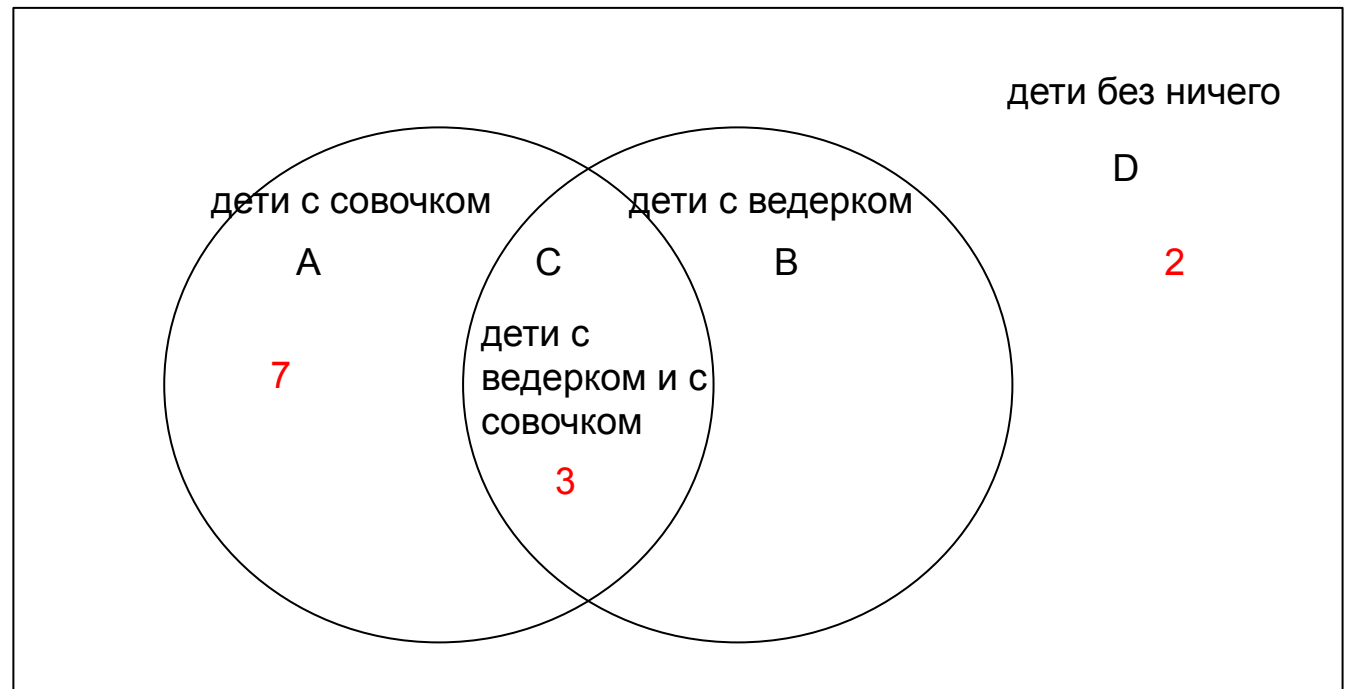 дети без ничего
D
дети с совочком
дети с ведерком
A
C
B
2
дети с
ведерком и с
совочком
7
3